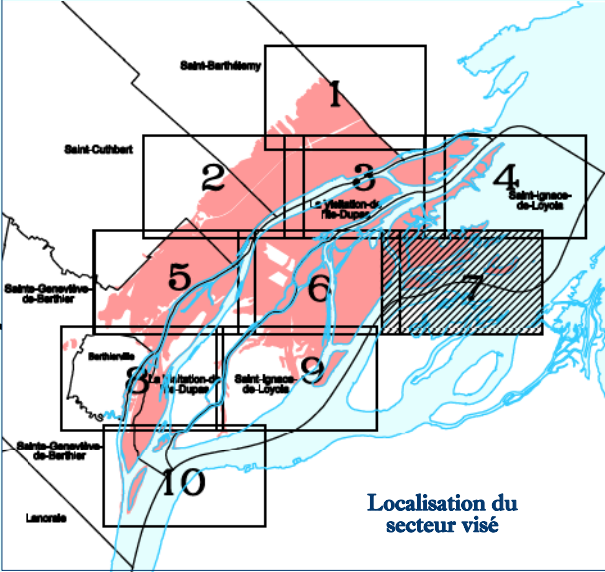 Saint-Barthélemy
1
Saint-Cuthbert
2
3
4
La Visitation-de-
l'Île-Dupas
Saint-Ignace-
de-Loyola
5
6
7
Sainte-Geneviève-
de-Berthier
Berthierville
8
La Visitation-de-
l'Île-Dupas
Saint-Ignace-
de-Loyola
9
Sainte-Geneviève-
de-Berthier
10
Lanoraie
Localisation du
secteur visé